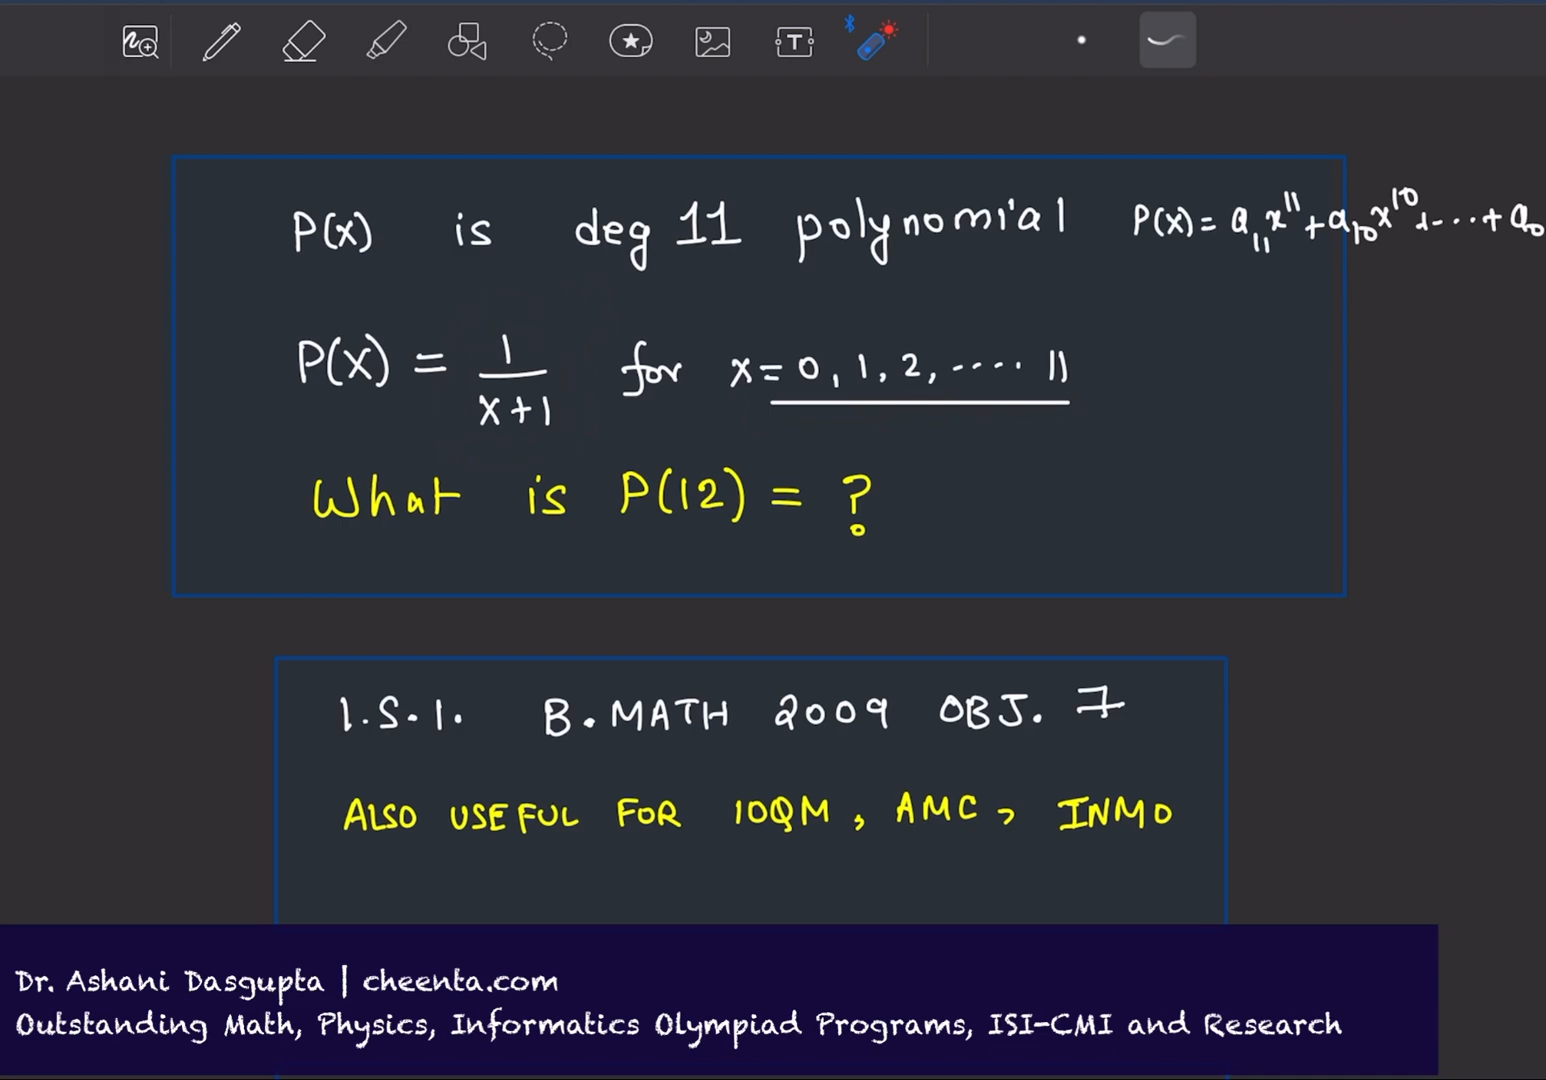 P(x) is deg 11 polynomial P(x) = a₁₁x¹¹ + a₁₀x¹⁰ + ... + a₀
P(x) = 1/(x+1) for x = 0, 1, 2, .... 11
What is P(12) = ?
I.S.I. B.MATH 2009 OBJ. 7
ALSO USEFUL FOR IOQM, AMC, INMO
Dr. Ashani Dasgupta | cheenta.com
Outstanding Math, Physics, Informatics Olympiad Programs, ISI-CMI and Research